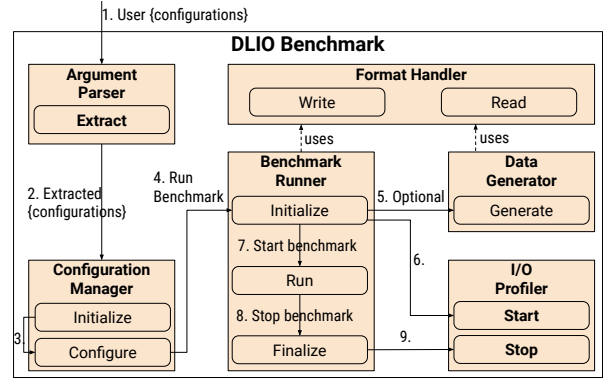 1. User {configurations}
DLIO Benchmark
Argument
Parser
Extract
Format Handler
Write
Read
uses
uses
2. Extracted
{configurations}
4. Run
Benchmark
Benchmark
Runner
Initialize
5. Optional
Data
Generator
Generate
7. Start benchmark
6.
Run
8. Stop benchmark
Finalize
9.
Configuration
Manager
Initialize
3.
Configure
I/O
Profiler
Start
Stop